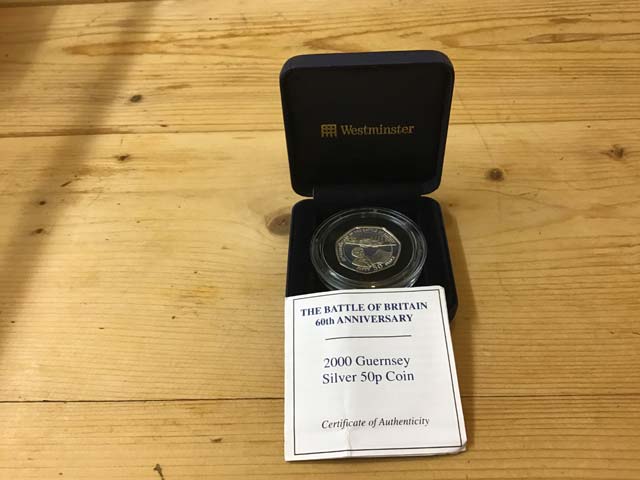 Westminster
THE BATTLE OF BRITAIN
60th ANNIVERSARY
2000 Guernsey
Silver 50p Coin
Certificate of Authenticity